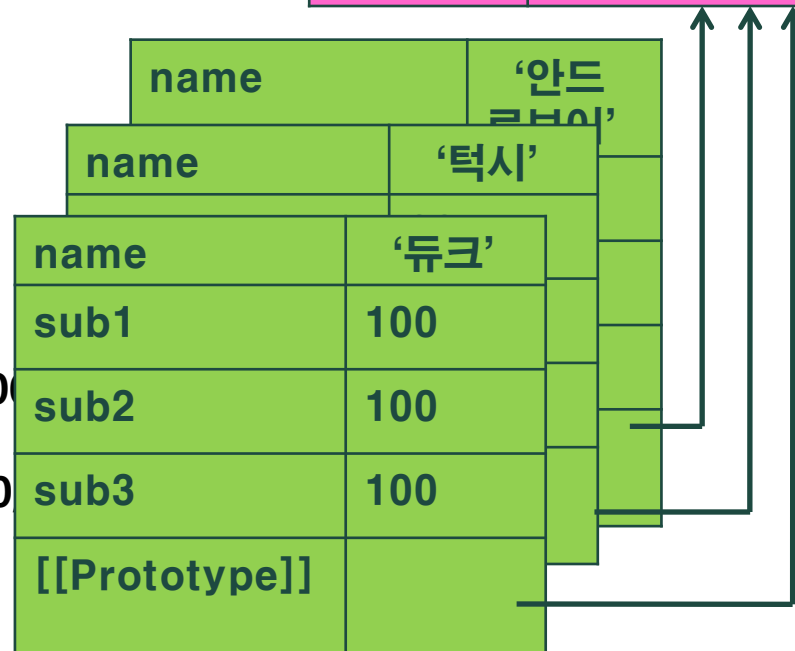 name ‘안드
name ‘턱시’
name ‘듀크’
sub1 100
sub2 100
sub3 100
[[Prototype]]